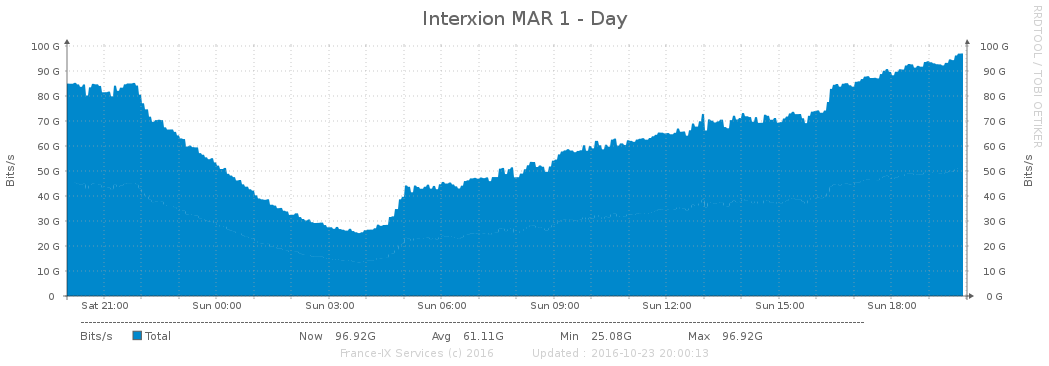 Interxion MAR 1 - Day
RRDTOOL / TOBI OETIKER
Bits/s
100 G
90 G
80 G
70 G
60 G
50 G
40 G
30 G
20 G
10 G
0
100 G
90 G
80 G
70 G
60 G
50 G
40 G
30 G
20 G
10 G
0 G
Bits/s
Sat 21:00 Sun 00:00 Sun 03:00 Sun 06:00 Sun 09:00 Sun 12:00 Sun 15:00 Sun 18:00
Bits/s Total Now 96.92G Avg 61.11G Min 25.08G Max 96.92G
France-IX Services (c) 2016 Updated : 2016-10-23 20:00:13